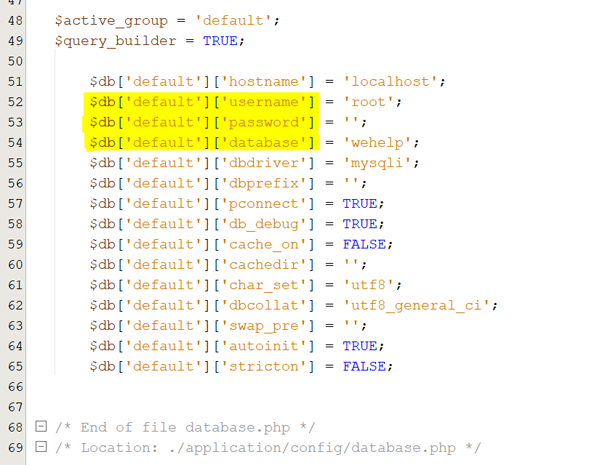 47
48 $active_group = 'default';
49 $query_builder = TRUE;
50
51 $db['default']['hostname'] = 'localhost';
52 $db['default']['username'] = 'root';
53 $db['default']['password'] = '';
54 $db['default']['database'] = 'wehelp';
55 $db['default']['dbdriver'] = 'mysqli';
56 $db['default']['dbprefix'] = '';
57 $db['default']['pconnect'] = TRUE;
58 $db['default']['db_debug'] = TRUE;
59 $db['default']['cache_on'] = FALSE;
60 $db['default']['cachedir'] = '';
61 $db['default']['char_set'] = 'utf8';
62 $db['default']['dbcollat'] = 'utf8_general_ci';
63 $db['default']['swap_pre'] = '';
64 $db['default']['autoinit'] = TRUE;
65 $db['default']['stricton'] = FALSE;
66
67
68 /* End of file database.php */
69 /* Location: ./application/config/database.php */